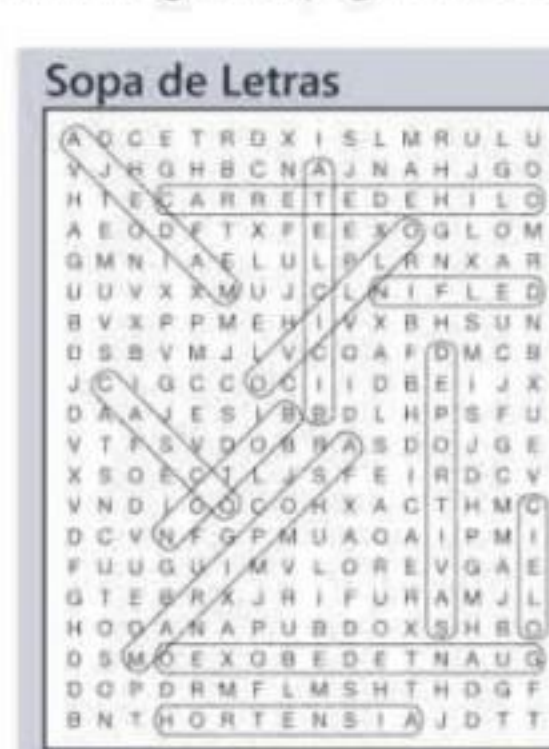 Sopa de Letras
A O C E T R D X I S L M R U L U
V J H G H B C N A J N A H J G O
H T E C A R R E T E D E H I L O
A E O D F T X F E E X O G L O M
G M N I A E L U L B L R N X A R
U U V X X M U J C L N I F L E D
B V X P P M E H I V X B H S U N
D S B V M J L V C O A F D M C B
J C I G C C O C I I D B E I J X
D A A J E S I B B D L H P S F U
V T F S V D O B R A S D O J G E
X S O E C T L J S F E I R D C V
V N D I O O C O H X A C T H M C
D C V N F G P M U A O A I P M I
F U U G U I M V L O R E V G A E
G T E B R X J R I F U R A M J L
H O O A N A P U B D O X S H B O
D S M O E X O B E D E T N A U G
D O P D R M F L M S H T H D G F
B N T H O R T E N S I A J D T T